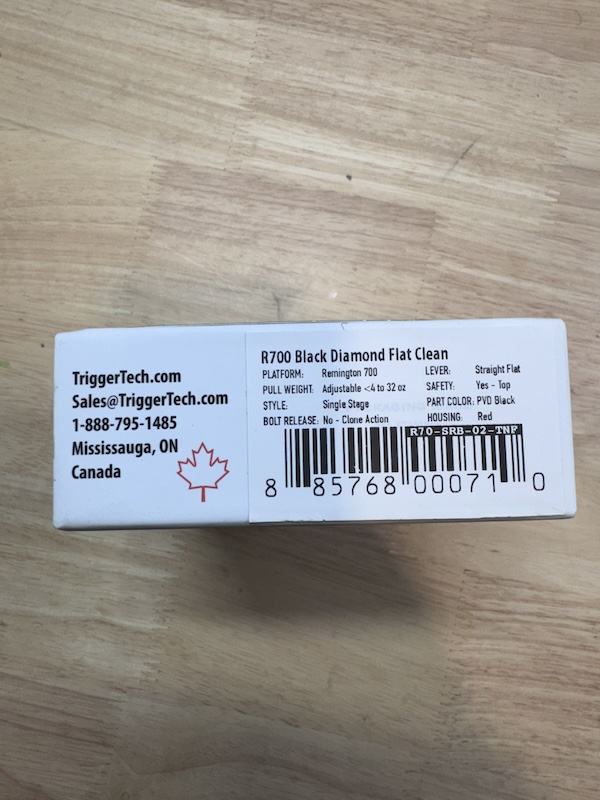 TriggerTech.com
Sales@TriggerTech.com
1-888-795-1485
Mississauga, ON
Canada
R700 Black Diamond Flat Clean
PLATFORM: Remington 700 LEVER: Straight Flat
PULL WEIGHT: Adjustable <4 to 32 oz SAFETY: Yes - Top
STYLE: Single Stage PART COLOR: PVD Black
BOLT RELEASE: No - Clone Action HOUSING: Red
R70-SRB-02-TNF
8 85768 00071 0